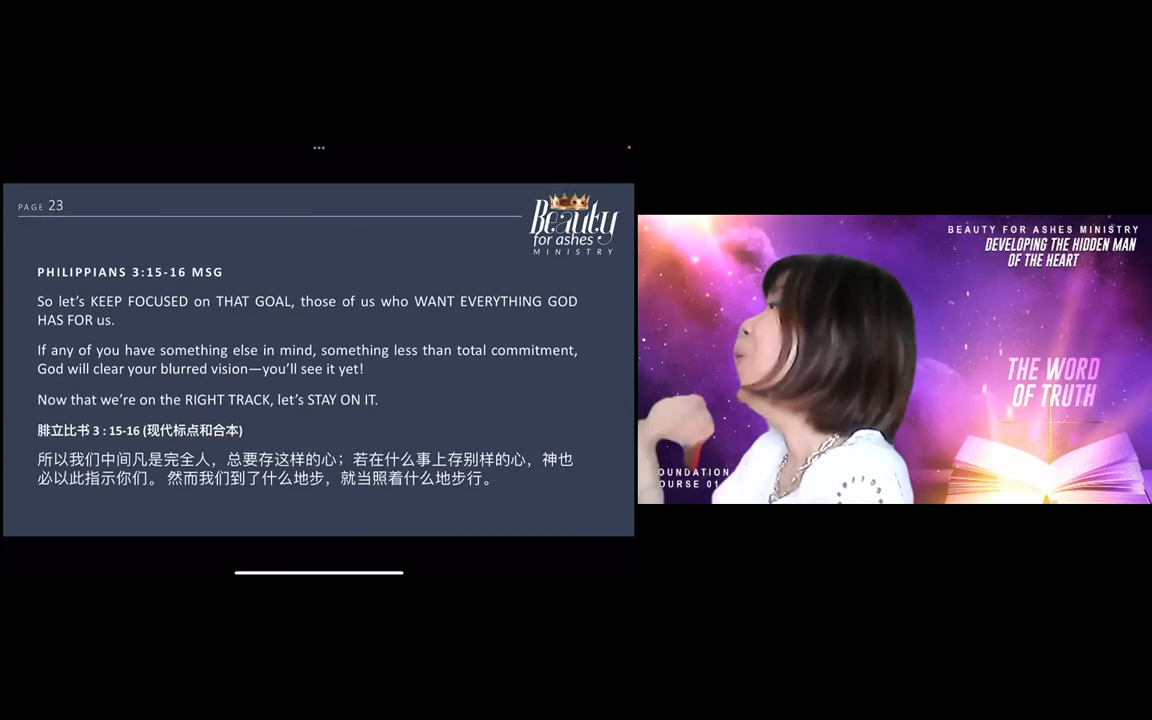 PAGE 23
Beauty
for ashes
MINISTRY
PHILIPPIANS 3:15-16 MSG
So let’s KEEP FOCUSED on THAT GOAL, those of us who WANT EVERYTHING GOD
HAS FOR us.
If any of you have something else in mind, something less than total commitment,
God will clear your blurred vision—you’ll see it yet!
Now that we’re on the RIGHT TRACK, let’s STAY ON IT.
腓立比书 3 : 15-16 (现代标点和合本)
所以我们中间凡是完全人，总要存这样的心；若在什么事上存别样的心，神也
必以此指示你们。 然而我们到了什么地步，就当照着什么地步行。
BEAUTY FOR ASHES MINISTRY
DEVELOPING THE HIDDEN MAN
OF THE HEART
THE WORD
OF TRUTH
OUNDATION
OURSE 01